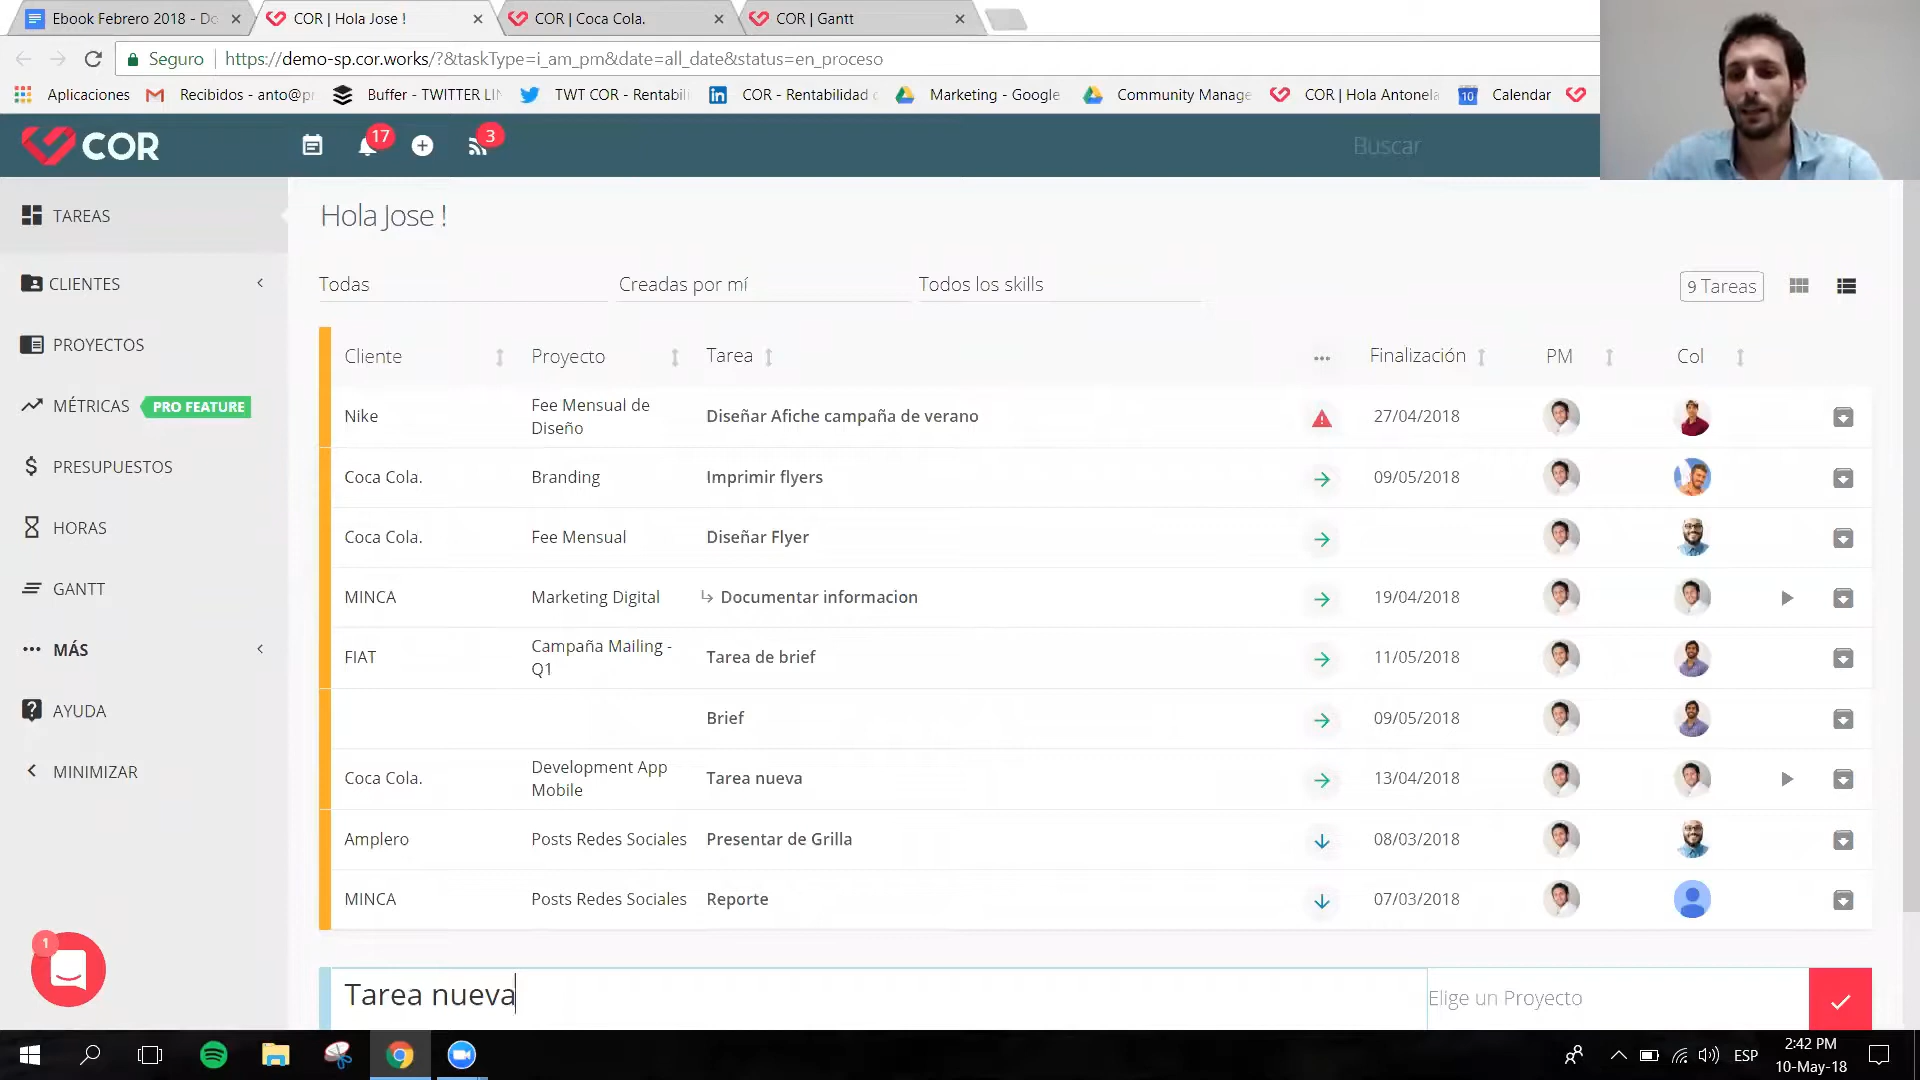 Ebook Febrero 2018 - Do
COR | Hola Jose !
COR | Coca Cola.
COR | Gantt
Seguro
https://demo-sp.cor.works/?&taskType=i_am_pm&date=all_date&status=en_proceso
Aplicaciones
Recibidos - anto@p
Buffer - TWITTER LI
TWT COR - Rentabili
COR - Rentabilidad
Marketing - Google
Community Manage
COR | Hola Antonela
10
Calendar
COR
17
3
Buscar
TAREAS
CLIENTES
PROYECTOS
MÉTRICAS PRO FEATURE
PRESUPUESTOS
HORAS
GANTT
MÁS
AYUDA
MINIMIZAR
1
Hola Jose !
Todas
Creadas por mí
Todos los skills
9 Tareas
Cliente Proyecto Tarea Finalización PM Col
Nike Fee Mensual de Diseño Diseñar Afiche campaña de verano 27/04/2018
Coca Cola. Branding Imprimir flyers 09/05/2018
Coca Cola. Fee Mensual Diseñar Flyer
MINCA Marketing Digital Documentar informacion 19/04/2018
FIAT Campaña Mailing - Q1 Tarea de brief 11/05/2018
Brief 09/05/2018
Coca Cola. Development App Mobile Tarea nueva 13/04/2018
Amplero Posts Redes Sociales Presentar de Grilla 08/03/2018
MINCA Posts Redes Sociales Reporte 07/03/2018
Tarea nueva
Elige un Proyecto
ESP
2:42 PM
10-May-18